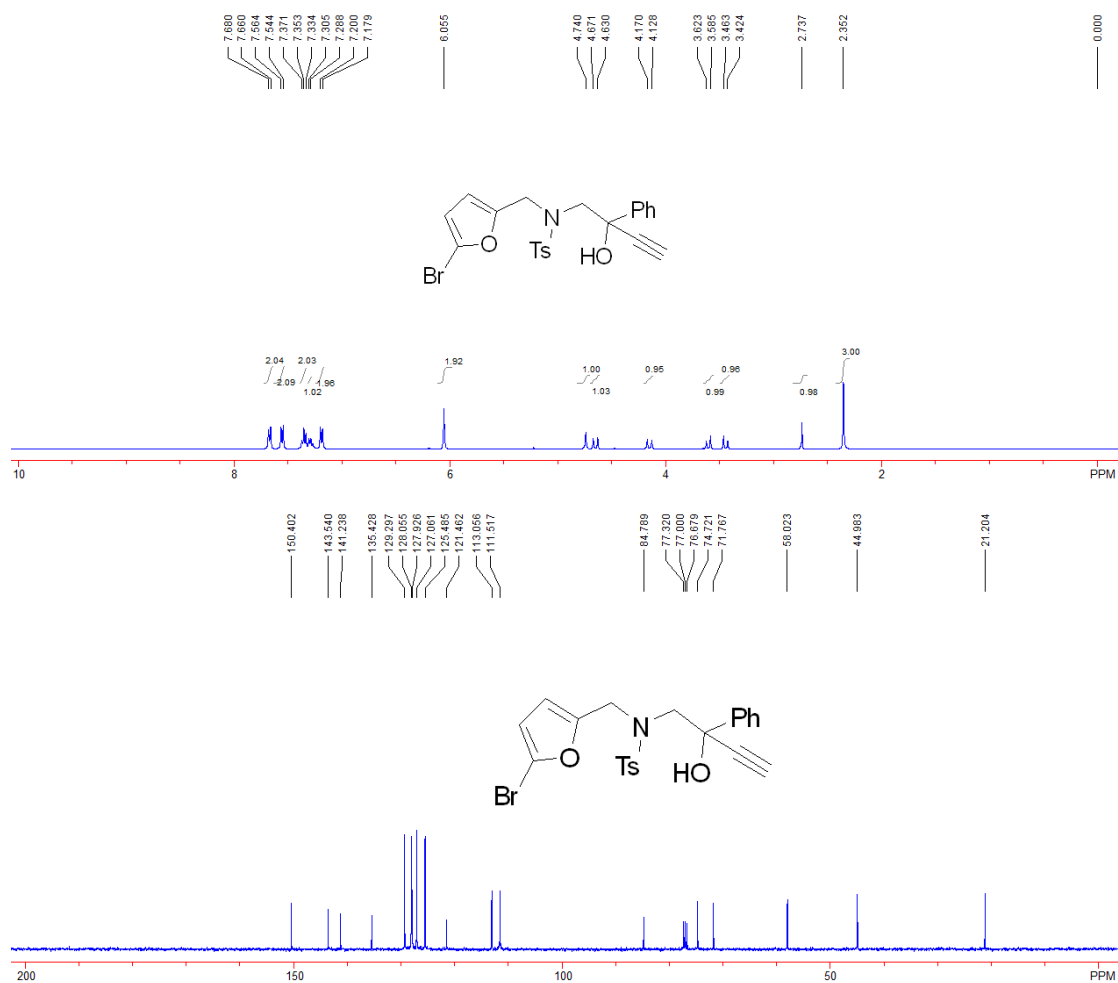 7.680 7.660 7.564 7.544 7.371 7.353 7.334 7.305 7.288 7.200 7.179 6.055 4.740 4.671 4.630 4.170 4.128 3.623 3.585 3.463 3.424 2.737 2.352 0.000
N Ph
O Ts HO
Br
2.04 2.03 1.92 1.00 0.95 0.96 3.00
2.09 1.02 1.96 1.03 0.99 0.98
10 8 6 4 2 PPM
150.402 143.540 141.238 135.428 129.297 128.055 127.926 127.061 125.485 121.462 113.056 111.517 84.789 77.320 77.000 76.679 74.721 71.767 58.023 44.983 21.204
N Ph
O Ts HO
Br
200 150 100 50 PPM